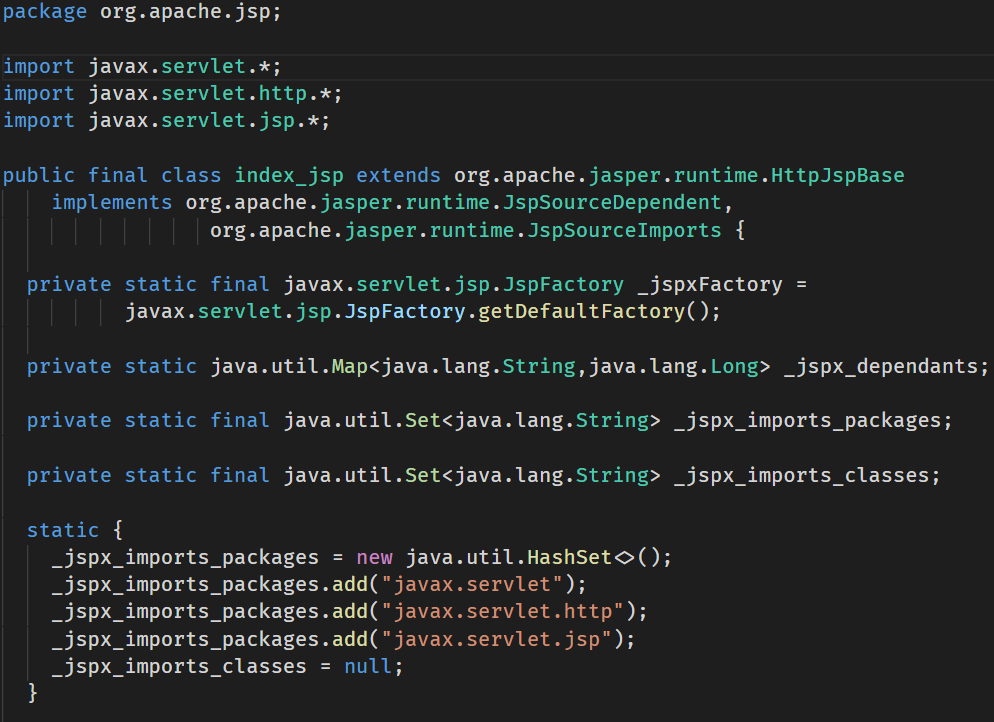 package org.apache.jsp;
import javax.servlet.*;
import javax.servlet.http.*;
import javax.servlet.jsp.*;
public final class index_jsp extends org.apache.jasper.runtime.HttpJspBase
implements org.apache.jasper.runtime.JspSourceDependent,
org.apache.jasper.runtime.JspSourceImports {
private static final javax.servlet.jsp.JspFactory _jspxFactory =
javax.servlet.jsp.JspFactory.getDefaultFactory();
private static java.util.Map<java.lang.String,java.lang.Long> _jspx_dependants;
private static final java.util.Set<java.lang.String> _jspx_imports_packages;
private static final java.util.Set<java.lang.String> _jspx_imports_classes;
static {
_jspx_imports_packages = new java.util.HashSet<>();
_jspx_imports_packages.add("javax.servlet");
_jspx_imports_packages.add("javax.servlet.http");
_jspx_imports_packages.add("javax.servlet.jsp");
_jspx_imports_classes = null;
}